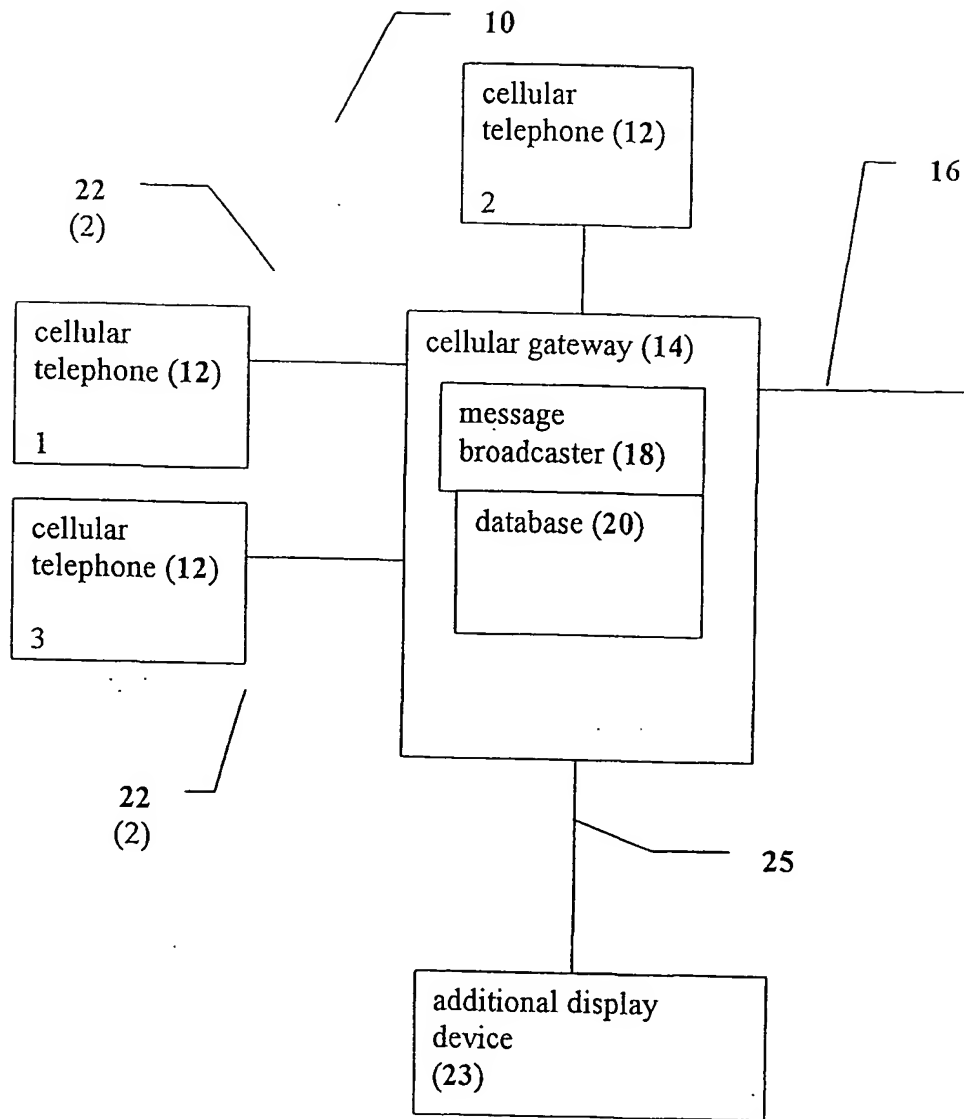 10
cellular
telephone (12)
2
16
22
(2)
cellular
telephone (12)
1
cellular gateway (14)
message
broadcaster (18)
database (20)
cellular
telephone (12)
3
22
(2)
25
additional display
device
(23)